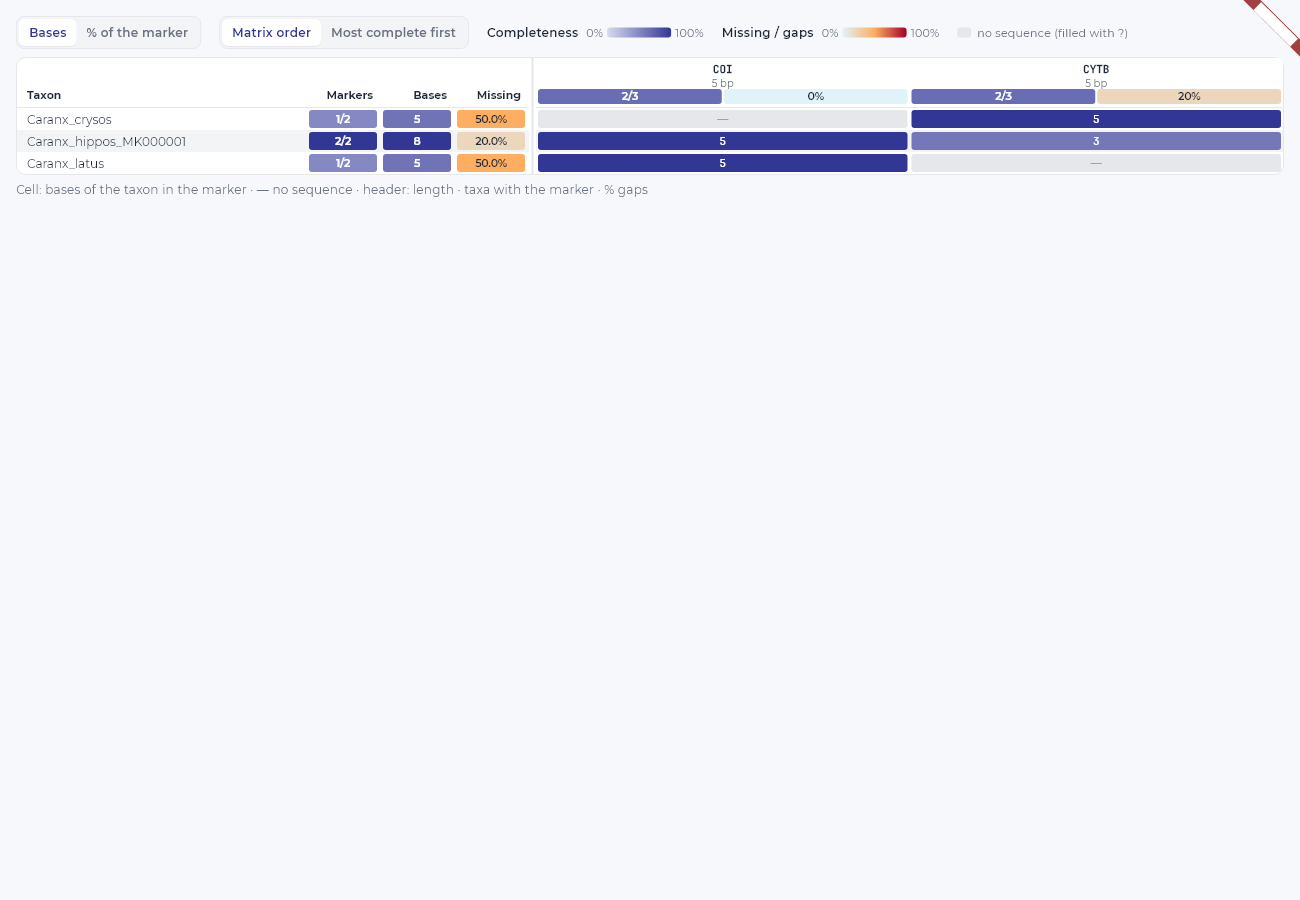 Bases % of the marker Matrix order Most complete first Completeness 0% 100% Missing / gaps 0% 100% no sequence (filled with ?)
COI CYTB
5 bp 5 bp
Taxon Markers Bases Missing 2/3 0% 2/3 20%
Caranx_crysos 1/2 5 50.0% — 5
Caranx_hippos_MK000001 2/2 8 20.0% 5 3
Caranx_latus 1/2 5 50.0% 5 —
Cell: bases of the taxon in the marker · — no sequence · header: length · taxa with the marker · % gaps